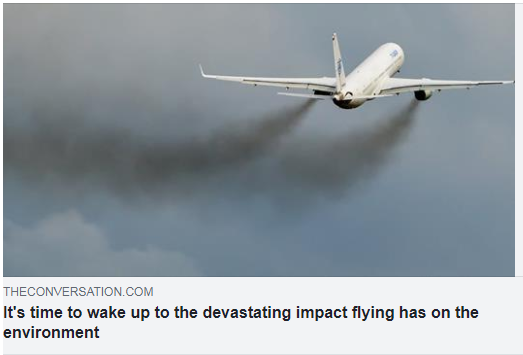 THECONVERSATION.COM
It's time to wake up to the devastating impact flying has on the
environment